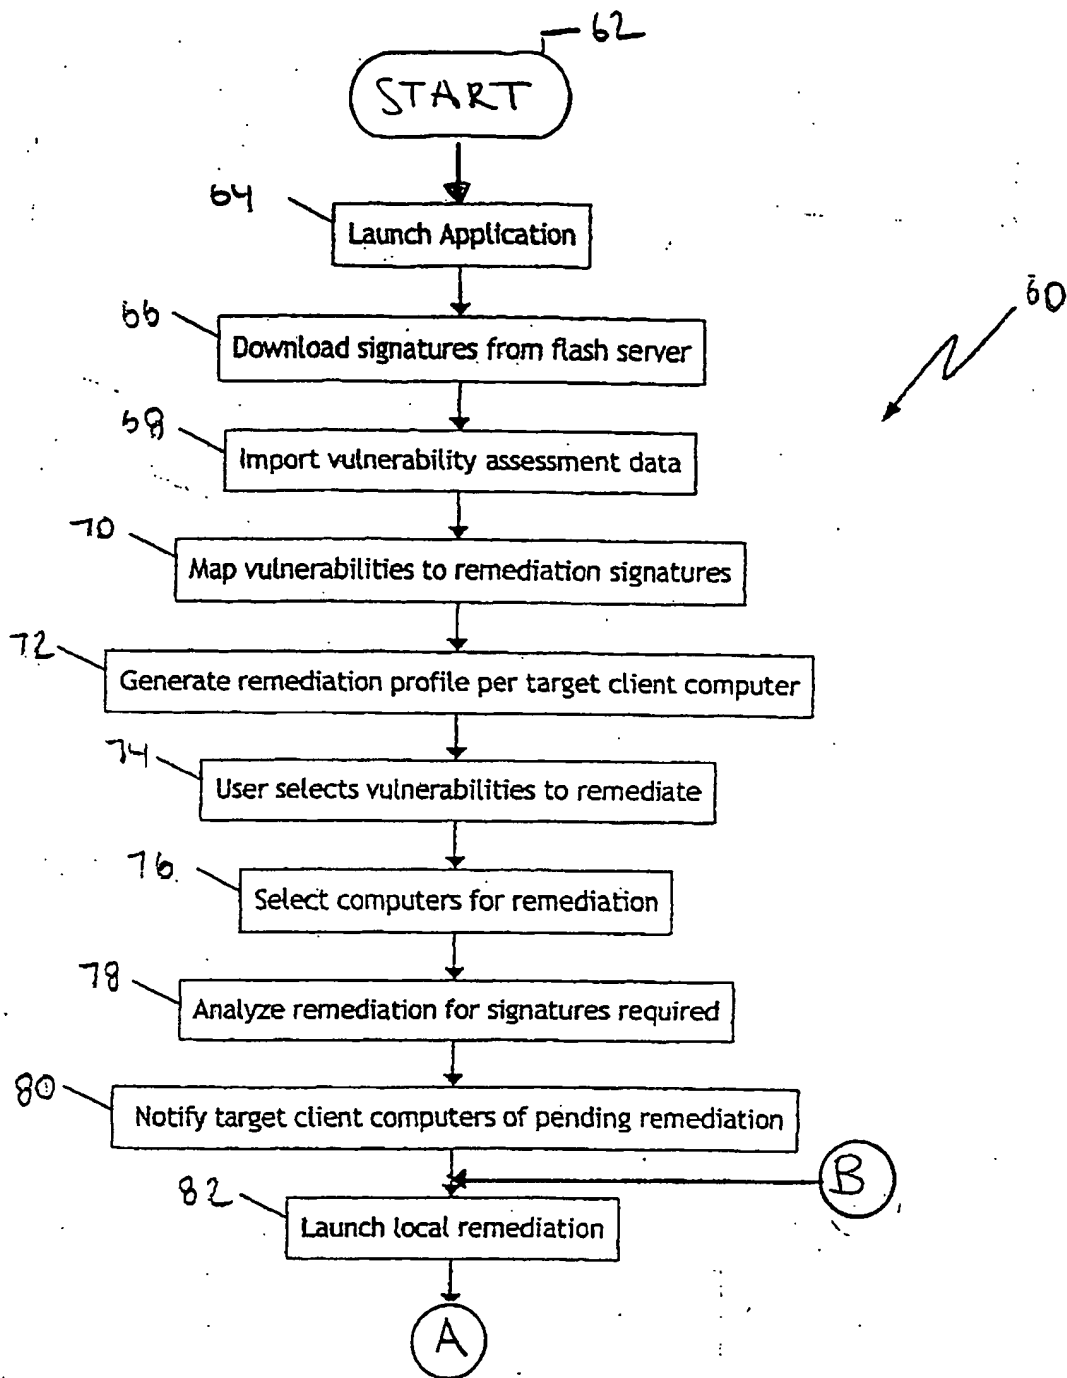 62
START
64
Launch Application
60
66
Download signatures from flash server
68
Import vulnerability assessment data
70
Map vulnerabilities to remediation signatures
72
Generate remediation profile per target client computer
74
User selects vulnerabilities to remediate
76
Select computers for remediation
78
Analyze remediation for signatures required
80
Notify target client computers of pending remediation
B
82
Launch local remediation
A